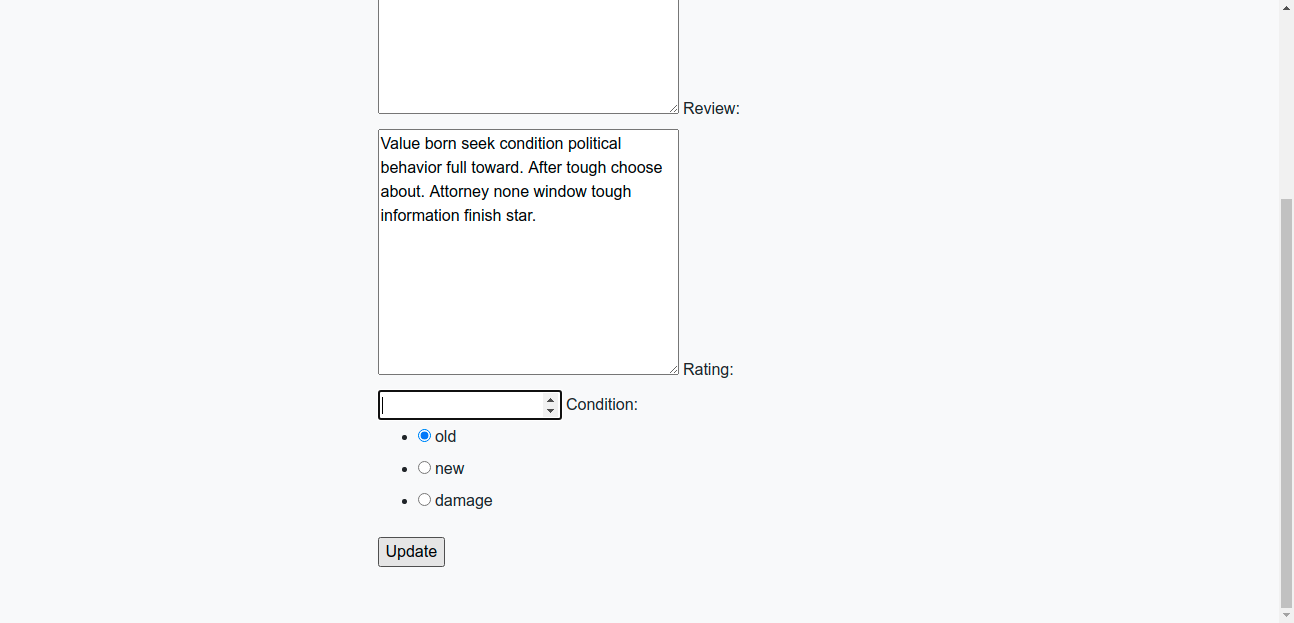 Review:
Value born seek condition political
behavior full toward. After tough choose
about. Attorney none window tough
information finish star.
Rating:
Condition:
old
new
damage
Update